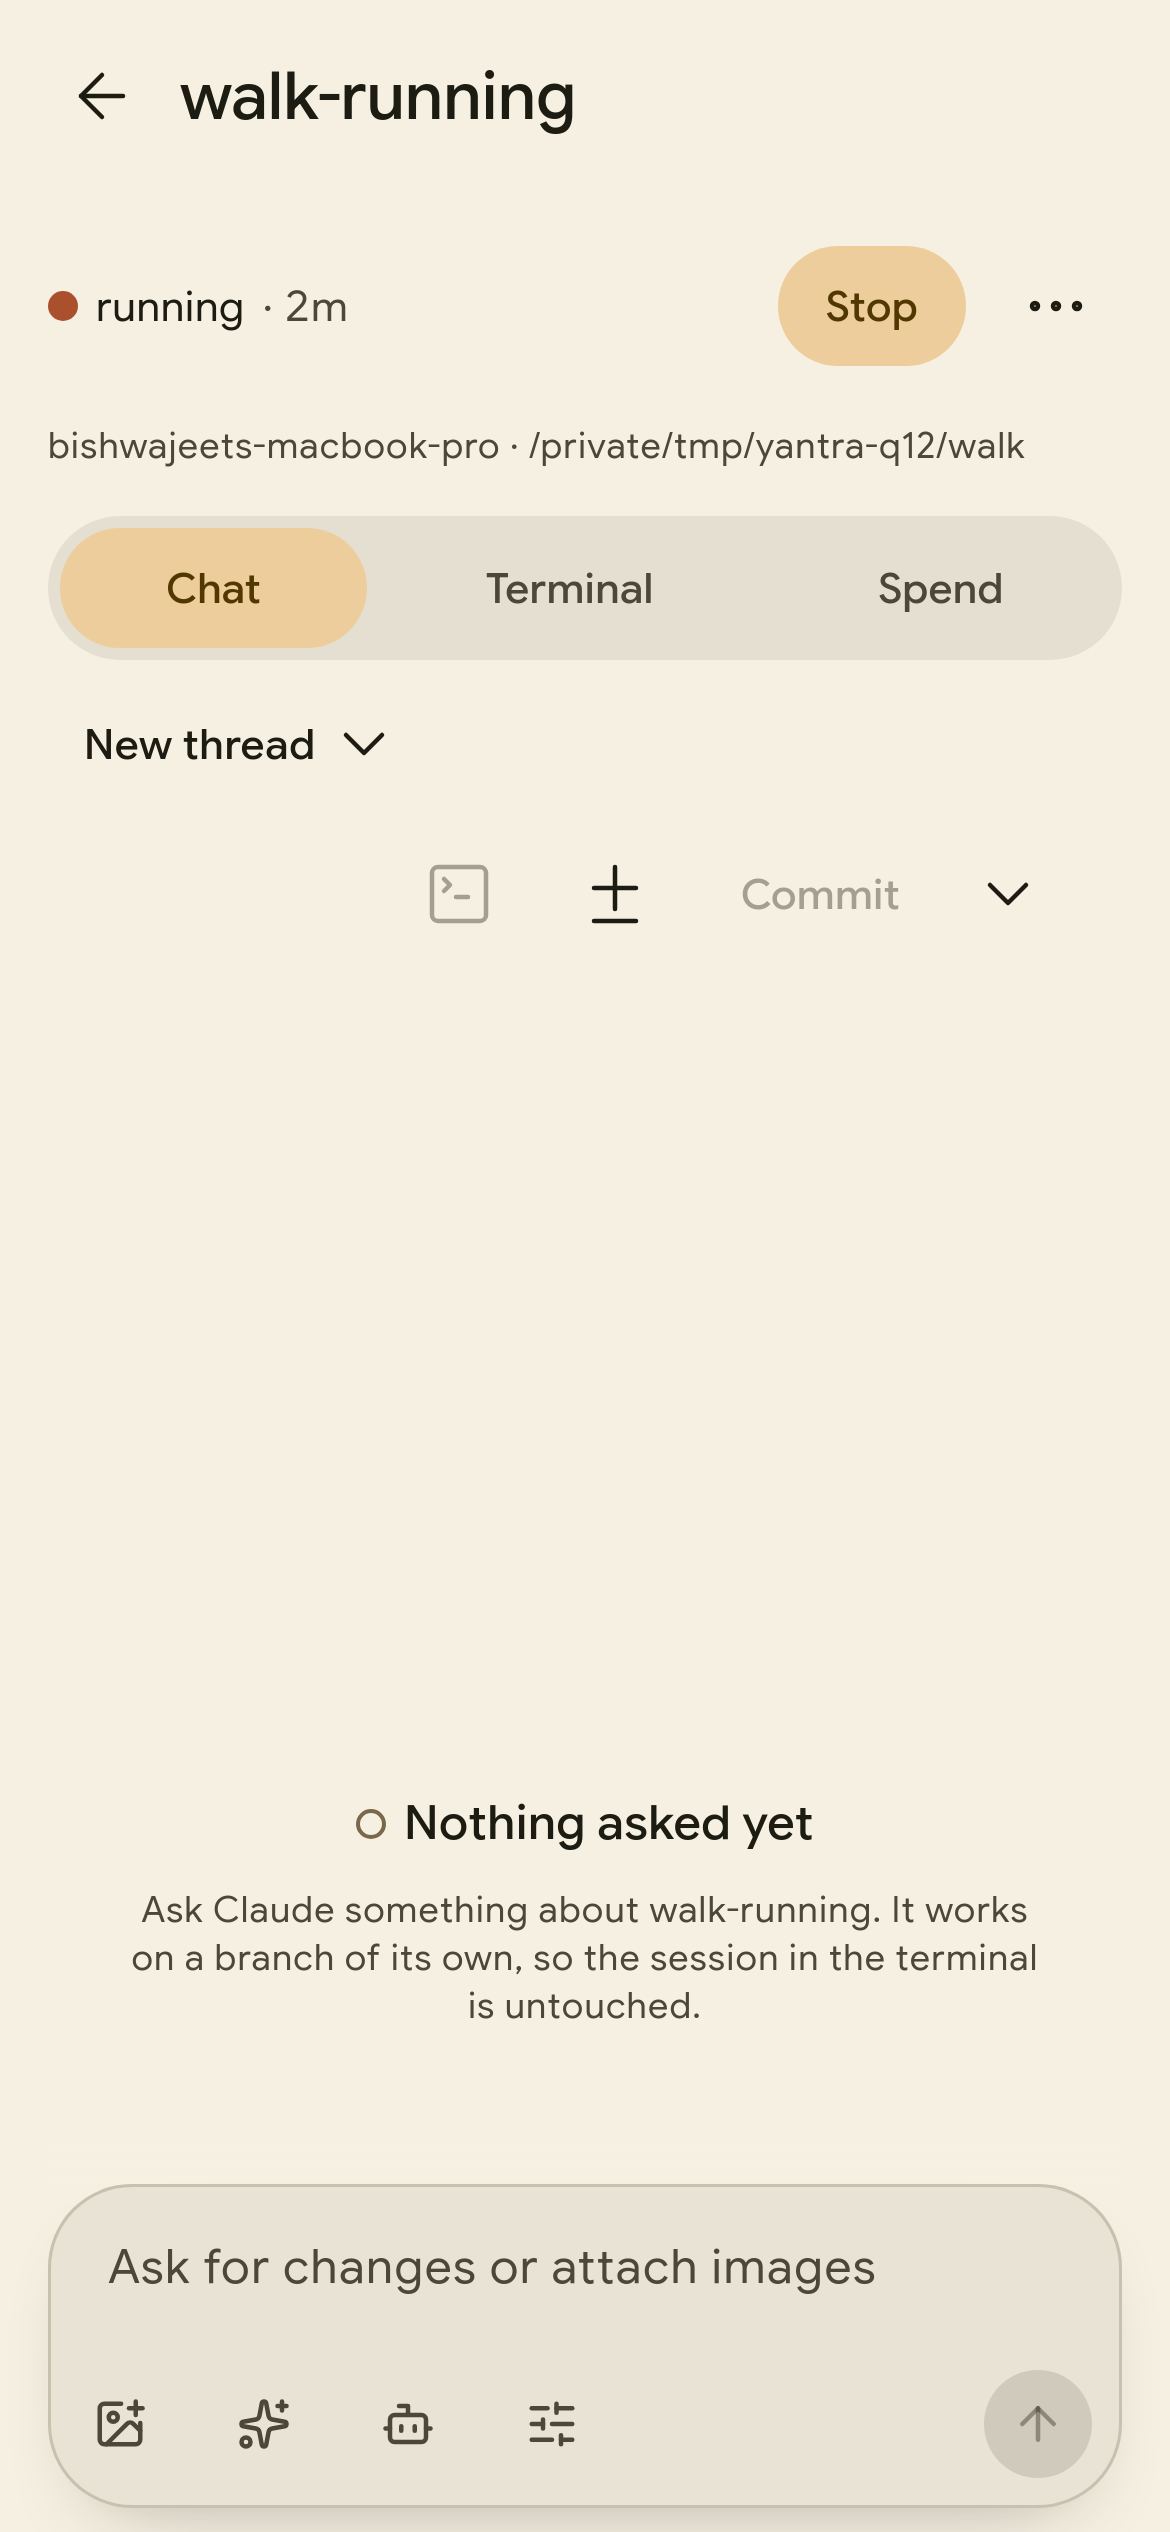 walk-running
running · 2m
Stop
bishwajeets-macbook-pro · /private/tmp/yantra-q12/walk
Chat
Terminal
Spend
New thread
Commit
Nothing asked yet
Ask Claude something about walk-running. It works
on a branch of its own, so the session in the terminal
is untouched.
Ask for changes or attach images